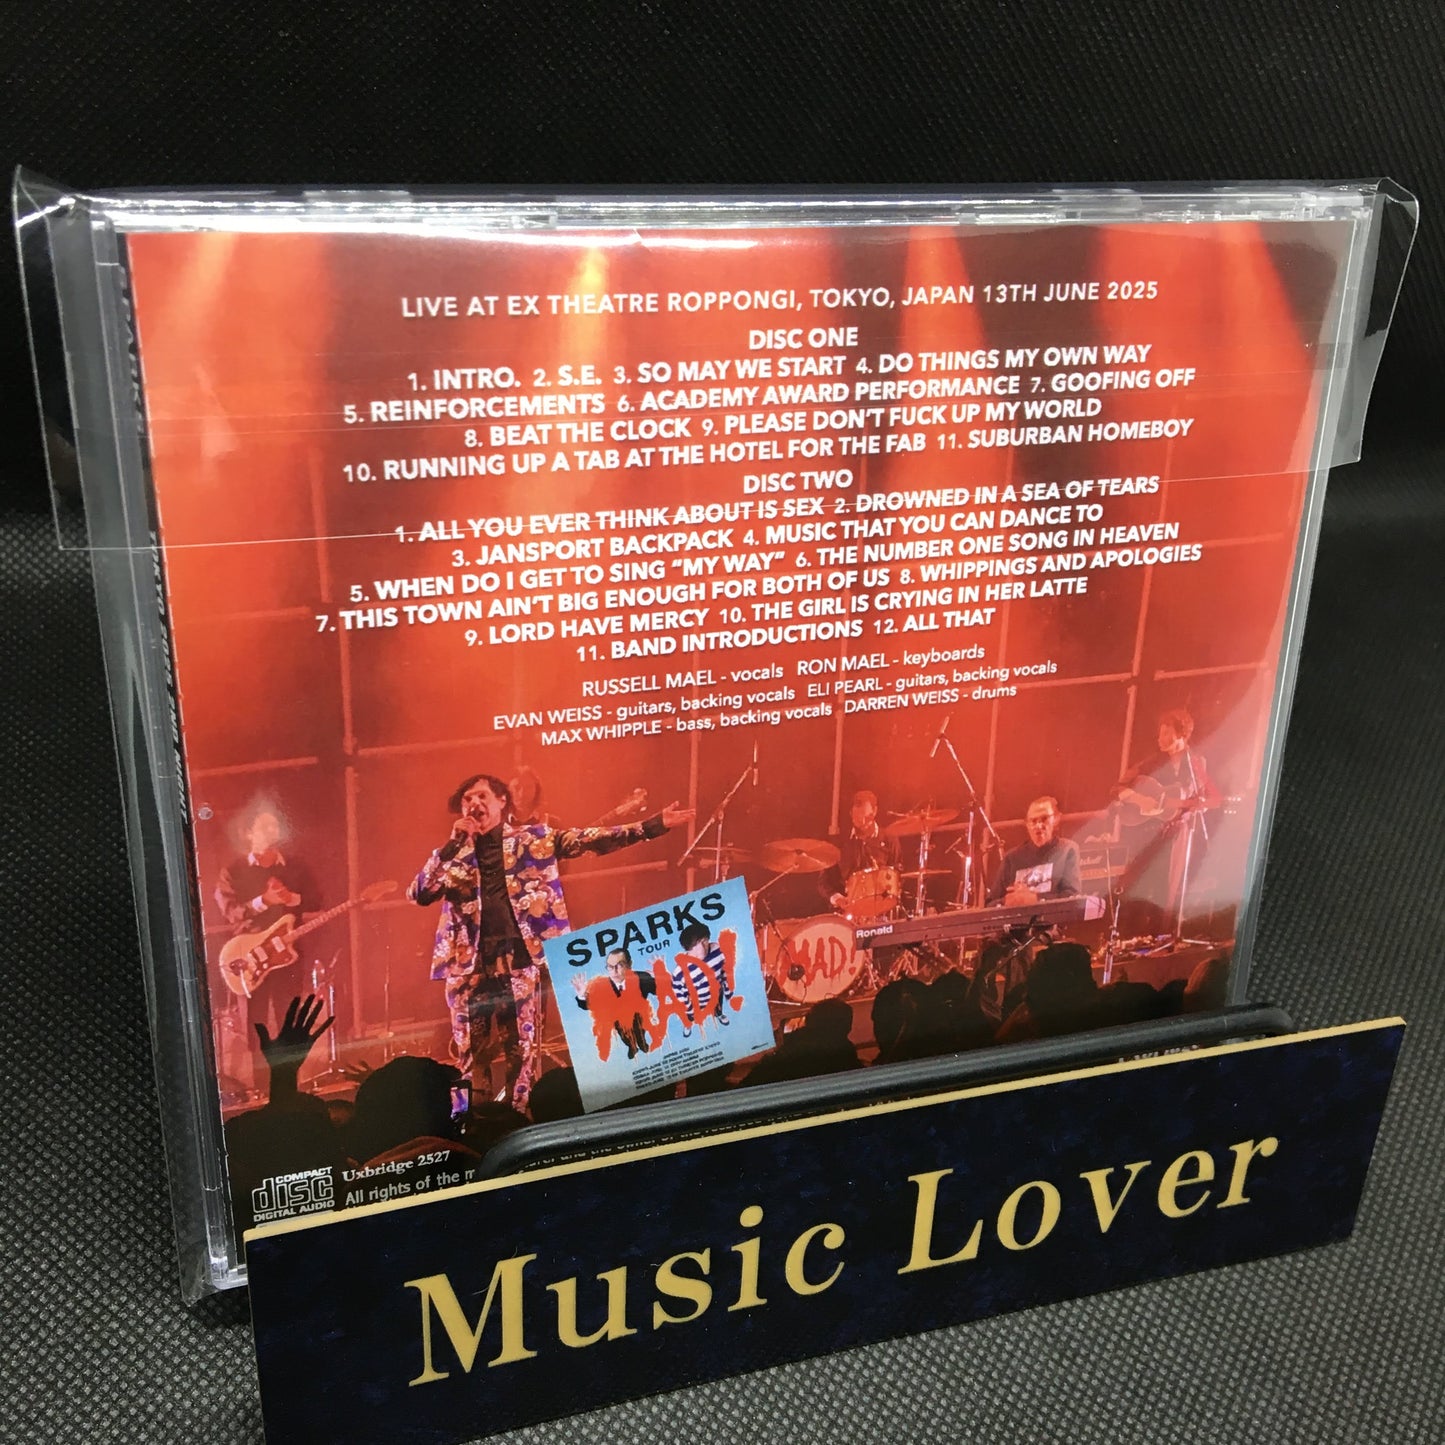 LIVE AT EX THEATRE ROPPONGI, TOKYO, JAPAN 13TH JUNE 2025
DISC ONE
1. INTRO. 2. S.E. 3. SO MAY WE START 4. DO THINGS MY OWN WAY
5. REINFORCEMENTS 6. ACADEMY AWARD PERFORMANCE 7. GOOFING OFF
8. BEAT THE CLOCK 9. PLEASE DON'T FUCK UP MY WORLD
10. RUNNING UP A TAB AT THE HOTEL FOR THE FAB 11. SUBURBAN HOMEBOY
DISC TWO
1. ALL YOU EVER THINK ABOUT IS SEX 2. DROWNED IN A SEA OF TEARS
3. JANSPORT BACKPACK 4. MUSIC THAT YOU CAN DANCE TO
5. WHEN DO I GET TO SING "MY WAY" 6. THE NUMBER ONE SONG IN HEAVEN
7. THIS TOWN AIN'T BIG ENOUGH FOR BOTH OF US 8. WHIPPINGS AND APOLOGIES
9. LORD HAVE MERCY 10. THE GIRL IS CRYING IN HER LATTE
11. BAND INTRODUCTIONS 12. ALL THAT
RUSSELL MAEL - vocals RON MAEL - keyboards
EVAN WEISS - guitars, backing vocals ELI PEARL - guitars, backing vocals
MAX WHIPPLE - bass, backing vocals DARREN WEISS - drums
SPARKS
TOUR
MAD!
MAD!
Ronald
COMPACT
disc
DIGITAL AUDIO
Uxbridge 2527
All rights of the
Music Lover